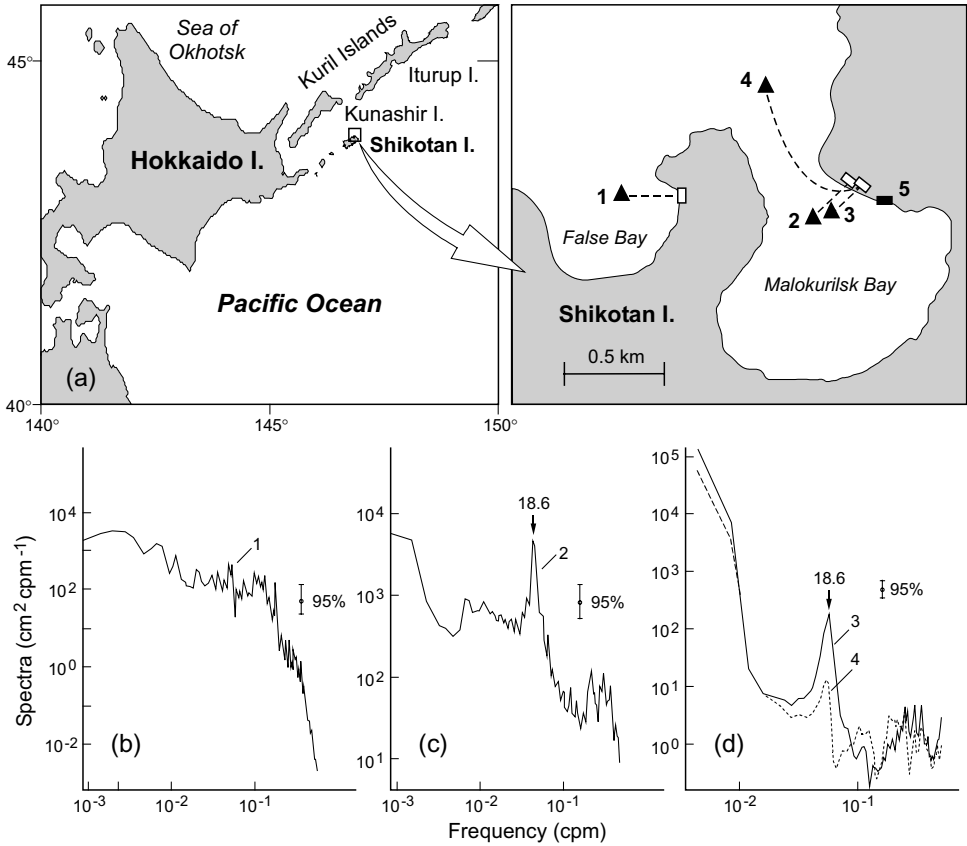 Sea of
Okhotsk
45°
Kuril Islands
Iturup I.
Kunashir I.
Shikotan I.
Hokkaido I.
Pacific Ocean
(a)
40°
140°
145°
150°
4
5
1
2
3
False Bay
Malokurilsk Bay
Shikotan I.
0.5 km
Spectra (cm² cpm⁻¹)
10⁴
10²
10⁰
10⁻²
1
95%
(b)
10⁻³
10⁻²
10⁻¹
10⁴
10³
10²
10¹
18.6
2
95%
(c)
10⁻³
10⁻²
10⁻¹
10⁵
10⁴
10³
10²
10¹
10⁰
18.6
95%
3
4
(d)
10⁻²
10⁻¹
Frequency (cpm)